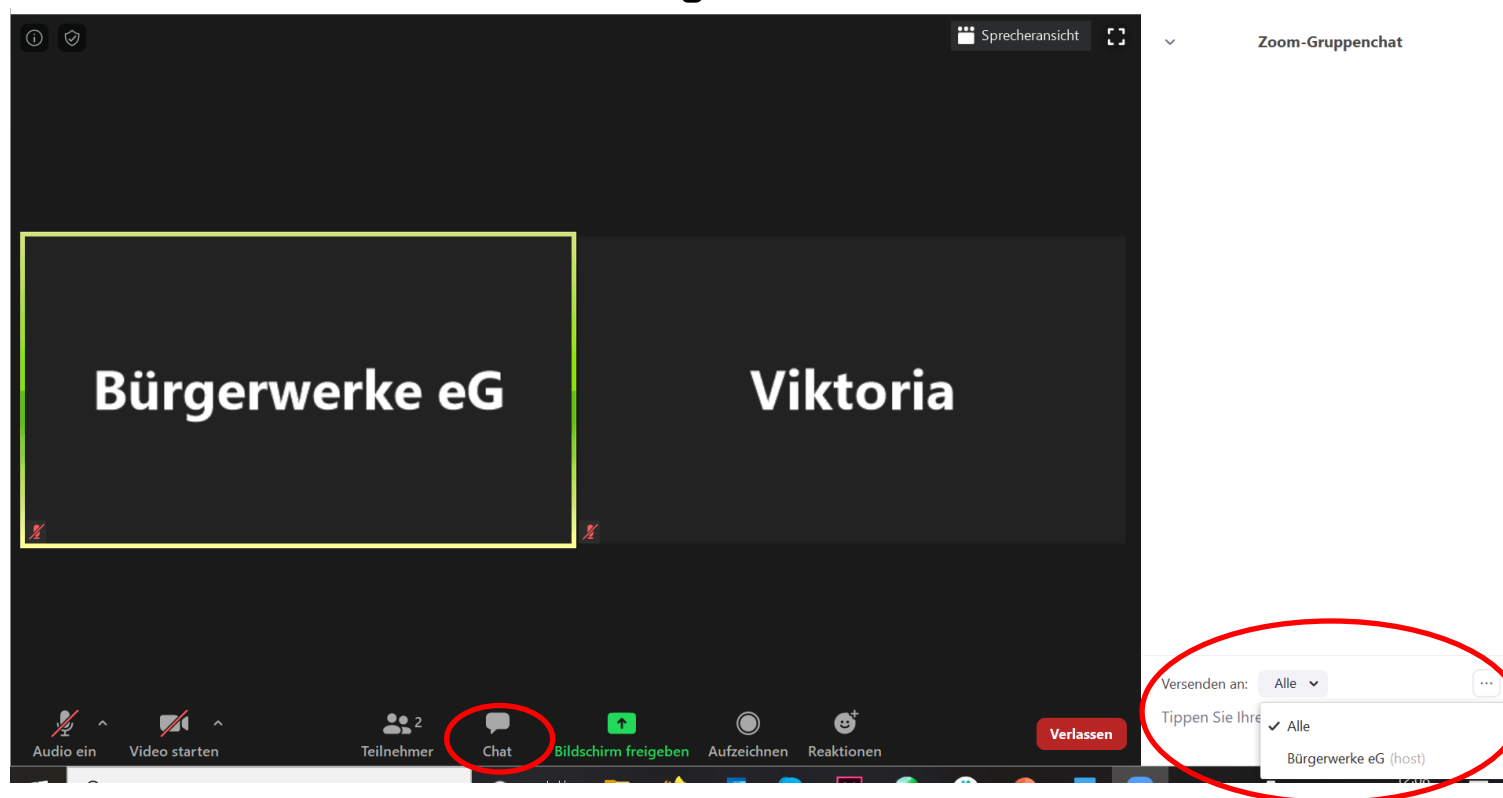 Sprecheransicht
Zoom-Gruppenchat
Bürgerwerke eG
Viktoria
Versenden an: Alle
Tippen Sie Ihre
Alle
Bürgerwerke eG (host)
2
Audio ein
Video starten
Teilnehmer
Chat
Bildschirm freigeben
Aufzeichnen
Reaktionen
Verlassen